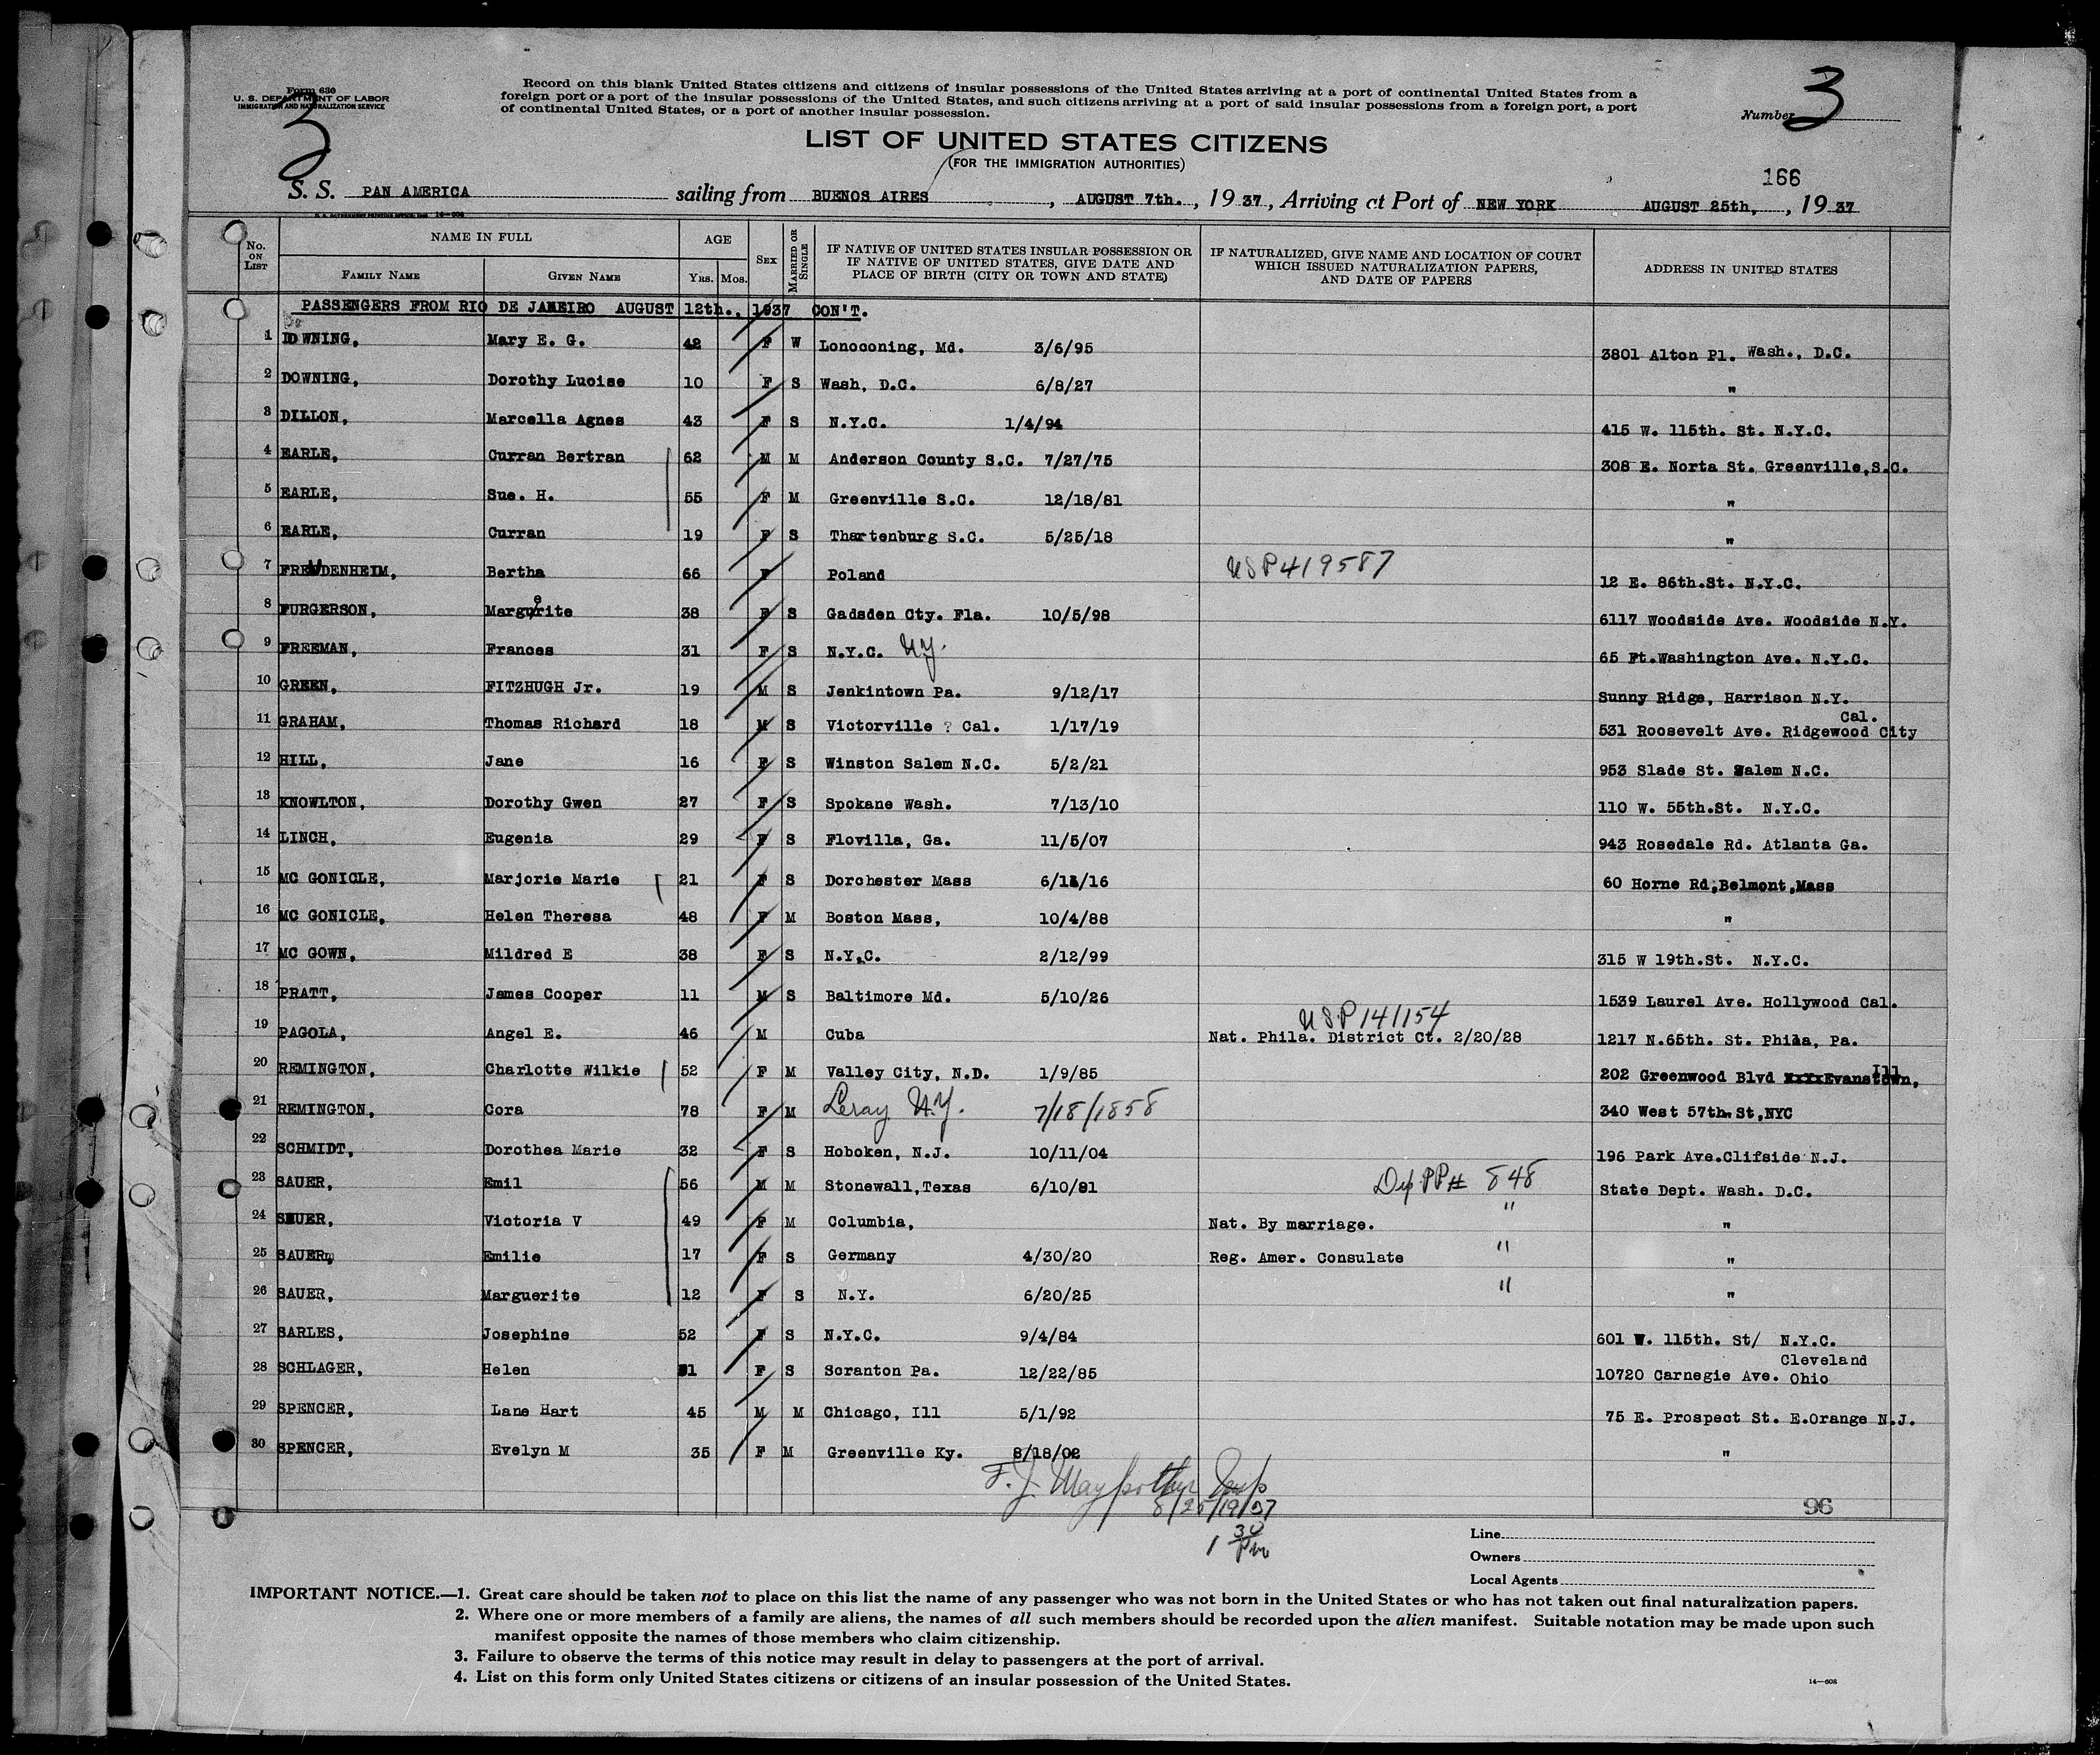 Form 630
U. S. DEPARTMENT OF LABOR
IMMIGRATION AND NATURALIZATION SERVICE
3
Record on this blank United States citizens and citizens of insular possessions of the United States arriving at a port of continental United States from a
foreign port or a port of the insular possessions of the United States, and such citizens arriving at a port of said insular possessions from a foreign port, a port
of continental United States, or a port of another insular possession.
Number 3
LIST OF UNITED STATES CITIZENS
(FOR THE IMMIGRATION AUTHORITIES)
166
S. S. PAN AMERICA sailing from BUENOS AIRES, AUGUST 7th., 1937, Arriving at Port of NEW YORK AUGUST 25th, , 1937
No. ON LIST NAME IN FULL FAMILY NAME GIVEN NAME AGE YRS. MOS. SEX MARRIED OR SINGLE IF NATIVE OF UNITED STATES INSULAR POSSESSION OR IF NATIVE OF UNITED STATES, GIVE DATE AND PLACE OF BIRTH (CITY OR TOWN AND STATE) IF NATURALIZED, GIVE NAME AND LOCATION OF COURT WHICH ISSUED NATURALIZATION PAPERS, AND DATE OF PAPERS ADDRESS IN UNITED STATES
PASSENGERS FROM RIO DE JANEIRO AUGUST 12th., 1937 CON'T.
1 DOWNING, Mary E. G. 42 F W Lonoconing, Md. 3/6/95 3801 Alton Pl. Wash., D.C.
2 DOWNING, Dorothy Luoise 10 F S Wash, D.C. 6/8/27 "
3 DILLON, Marcella Agnes 43 F S N.Y.C. 1/4/94 415 W. 115th. St. N.Y.C.
4 EARLE, Curran Bertran 62 M M Anderson County S.C. 7/27/75 308 E. Norta St. Greenville,S.C.
5 EARLE, Sue. H. 55 F M Greenville S.C. 12/18/81 "
6 EARLE, Curran 19 F S Thartenburg S.C. 5/25/18 "
7 FREUDENHEIM, Bertha 66 F Poland USP419587 12 E. 86th.St. N.Y.C.
8 FURGERSON, Marguerite 38 F S Gadsden Cty. Fla. 10/5/98 6117 Woodside Ave. Woodside N.Y.
9 FREEMAN, Frances 31 F S N.Y.C. NY. 65 Ft.Washington Ave. N.Y.C.
10 GREEN, FITZHUGH Jr. 19 M S Jenkintown Pa. 9/12/17 Sunny Ridge, Harrison N.Y.
11 GRAHAM, Thomas Richard 18 M S Victorville ? Cal. 1/17/19 531 Roosevelt Ave. Ridgewood City Cal.
12 HILL, Jane 16 F S Winston Salem N.C. 5/2/21 953 Slade St. Salem N.C.
13 KNOWLTON, Dorothy Gwen 27 F S Spokane Wash. 7/13/10 110 W. 55th.St. N.Y.C.
14 LINCH, Eugenia 29 F S Flovilla, Ga. 11/5/07 943 Rosedale Rd. Atlanta Ga.
15 MC GONICLE, Marjorie Marie 21 F S Dorchester Mass 6/11/16 60 Horne Rd,Belmont,Mass
16 MC GONICLE, Helen Theresa 48 F M Boston Mass, 10/4/88 "
17 MC GOWN, Mildred E 38 F S N.Y.C. 2/12/99 315 W 19th.St. N.Y.C.
18 PRATT, James Cooper 11 M S Baltimore Md. 5/10/26 1539 Laurel Ave. Hollywood Cal.
USP141154
19 PAGOLA, Angel E. 46 M Cuba Nat. Phila. District Ct. 2/20/28 1217 N.65th. St. Phila, Pa.
20 REMINGTON, Charlotte Wilkie 52 F M Valley City, N.D. 1/9/85 202 Greenwood Blvd Evanstown, Ill
21 REMINGTON, Cora 78 F M Leray N.Y. 7/18/1858 340 West 57th.St,NYC
22 SCHMIDT, Dorothea Marie 32 F S Hoboken, N.J. 10/11/04 196 Park Ave.Clifside N.J.
23 SAUER, Emil 56 M M Stonewall,Texas 6/10/81 Dip PP# 848 State Dept. Wash. D.C.
24 SAUER, Victoria V 49 F M Columbia, Nat. By marriage. " "
25 SAUER, Emilie 17 F S Germany 4/30/20 Reg. Amer. Consulate " "
26 SAUER, Marguerite 12 F S N.Y. 6/20/25 " "
27 SARLES, Josephine 52 F S N.Y.C. 9/4/84 601 W. 115th. St/ N.Y.C.
28 SCHLAGER, Helen 51 F S Scranton Pa. 12/22/85 10720 Carnegie Ave. Cleveland Ohio
29 SPENCER, Lane Hart 45 M M Chicago, Ill 5/1/92 75 E. Prospect St. E.Orange N.J.
30 SPENCER, Evelyn M 35 F M Greenville Ky. 8/18/02 "
8/25/19/37
1 30 Pm
96
Line
Owners
Local Agents
IMPORTANT NOTICE.—1. Great care should be taken not to place on this list the name of any passenger who was not born in the United States or who has not taken out final naturalization papers.
2. Where one or more members of a family are aliens, the names of all such members should be recorded upon the alien manifest. Suitable notation may be made upon such
manifest opposite the names of those members who claim citizenship.
3. Failure to observe the terms of this notice may result in delay to passengers at the port of arrival.
4. List on this form only United States citizens or citizens of an insular possession of the United States.
14—608